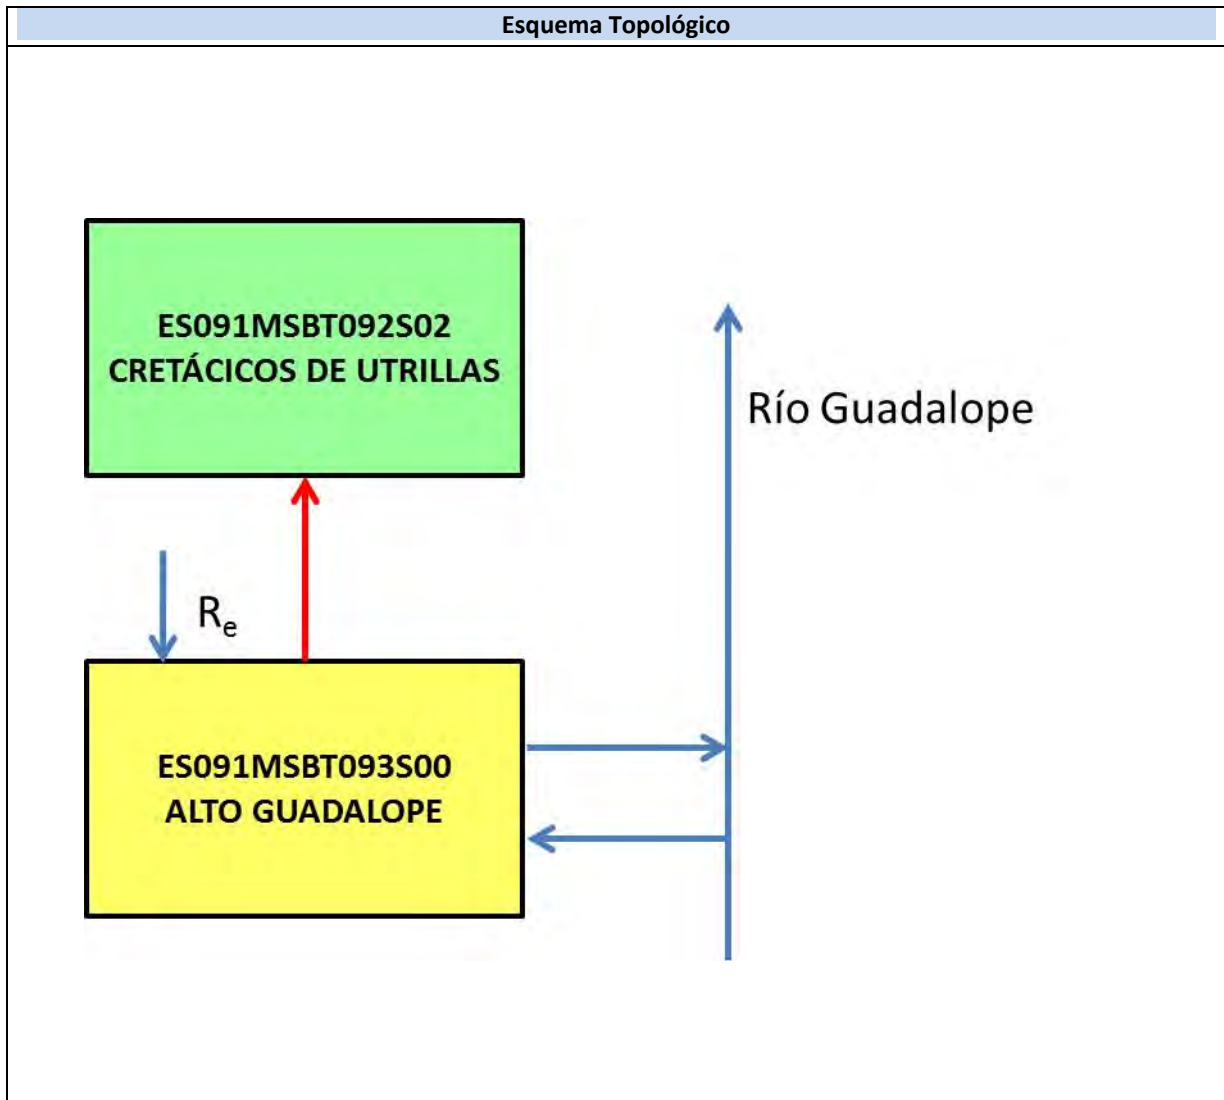 Esquema Topológico
ES091MSBT092S02
CRETÁCICOS DE UTRILLAS
Río Guadalope
Re
ES091MSBT093S00
ALTO GUADALOPE